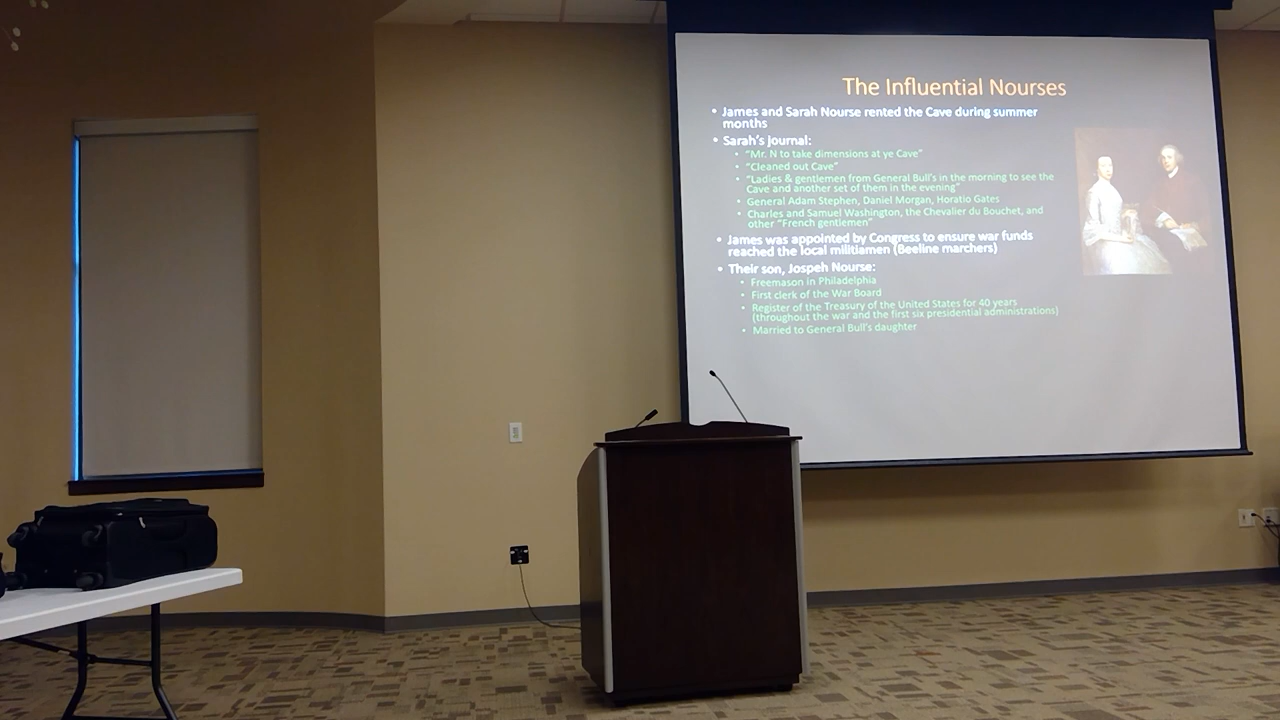 The Influential Nourses
• James and Sarah Nourse rented the Cave during summer
months
• Sarah's journal:
• "Mr. N to take dimensions at ye Cave"
• "Cleaned out Cave"
• "Ladies & gentlemen from General Bull's in the morning to see the
Cave and another set of them in the evening"
• General Adam Stephen, Daniel Morgan, Horatio Gates
• Charles and Samuel Washington, the Chevalier du Bouchet, and
other "French gentlemen"
• James was appointed by Congress to ensure war funds
reached the local militiamen (Beeline marchers)
• Their son, Jospeh Nourse:
• Freemason in Philadelphia
• First clerk of the War Board
• Register of the Treasury of the United States for 40 years
(throughout the war and the first six presidential administrations)
• Married to General Bull's daughter